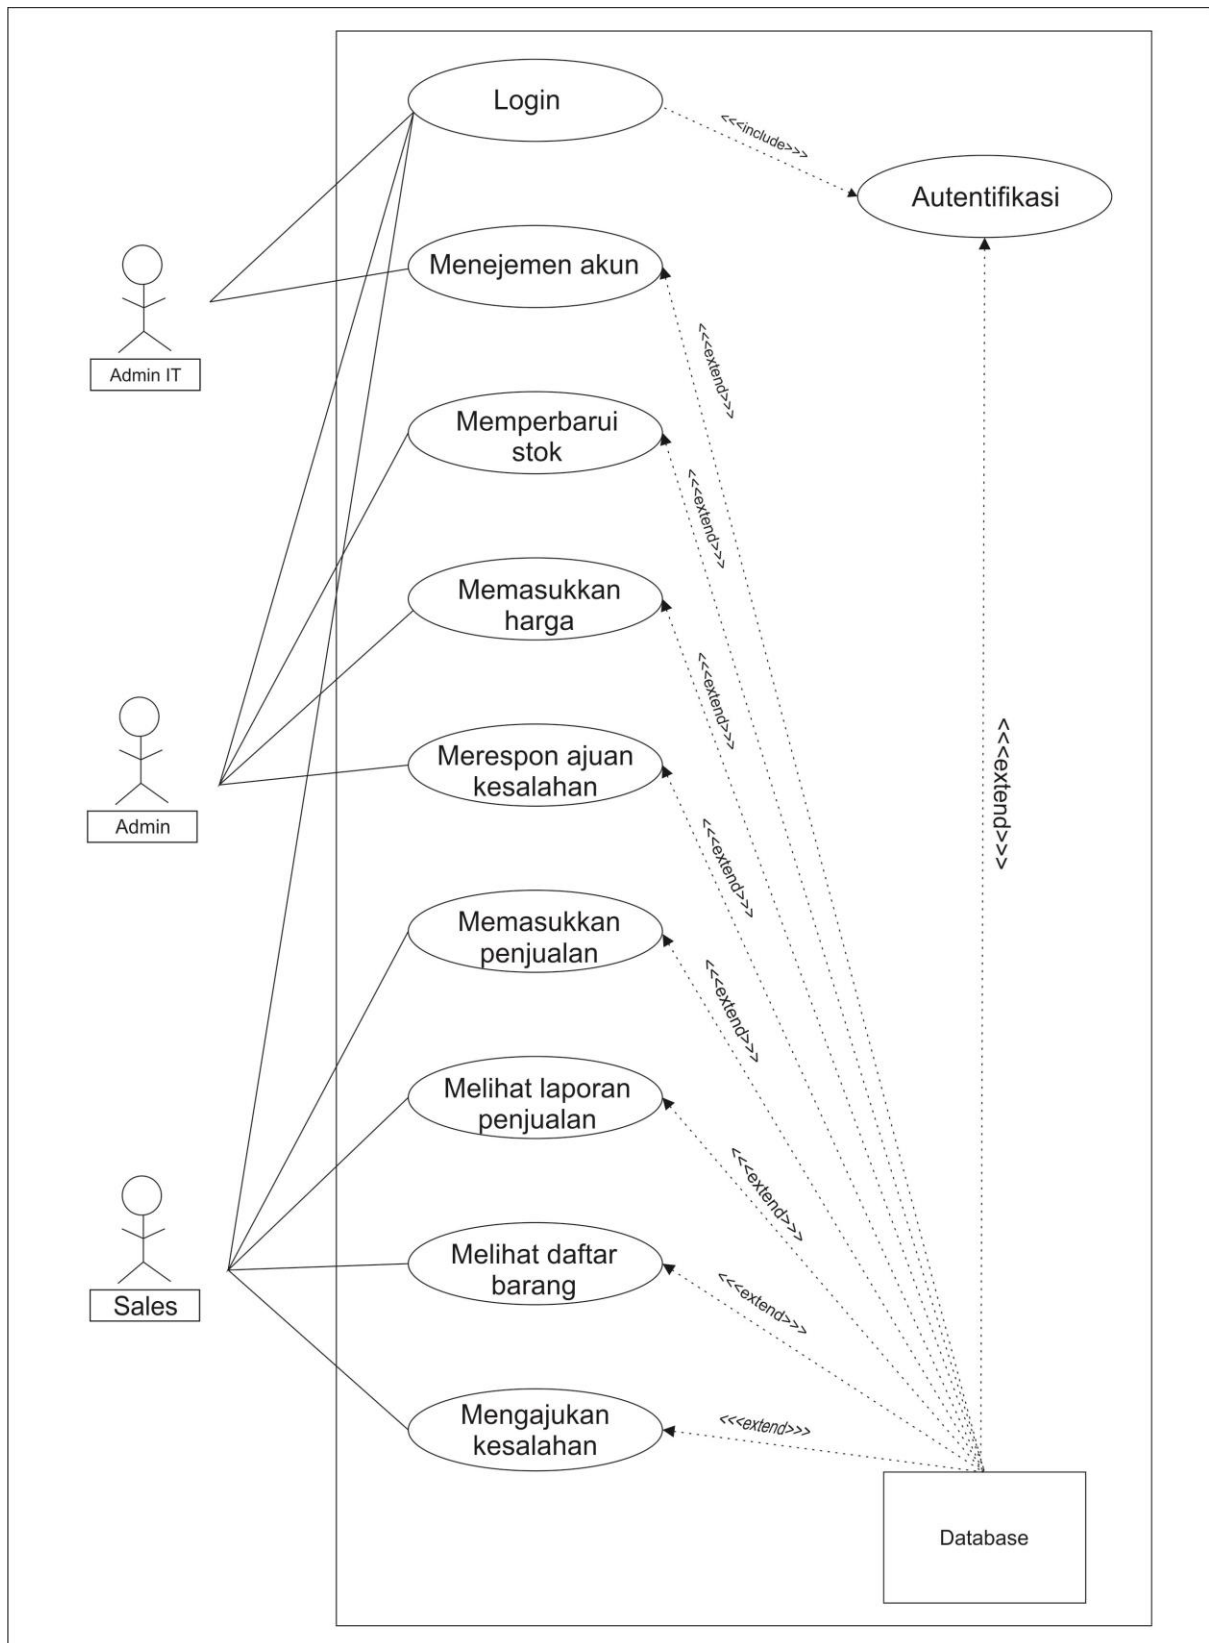 Login
<<<include>>>
Autentifikasi
Menejemen akun
<<<extend>>>
Admin IT
Memperbarui
stok
<<<extend>>>
Memasukkan
harga
<<<extend>>>
Merespon ajuan
kesalahan
<<<extend>>>
Admin
<<<extend>>>
Memasukkan
penjualan
<<<extend>>>
Melihat laporan
penjualan
<<<extend>>>
Melihat daftar
barang
<<<extend>>>
Sales
Mengajukan
kesalahan
<<<extend>>>
Database